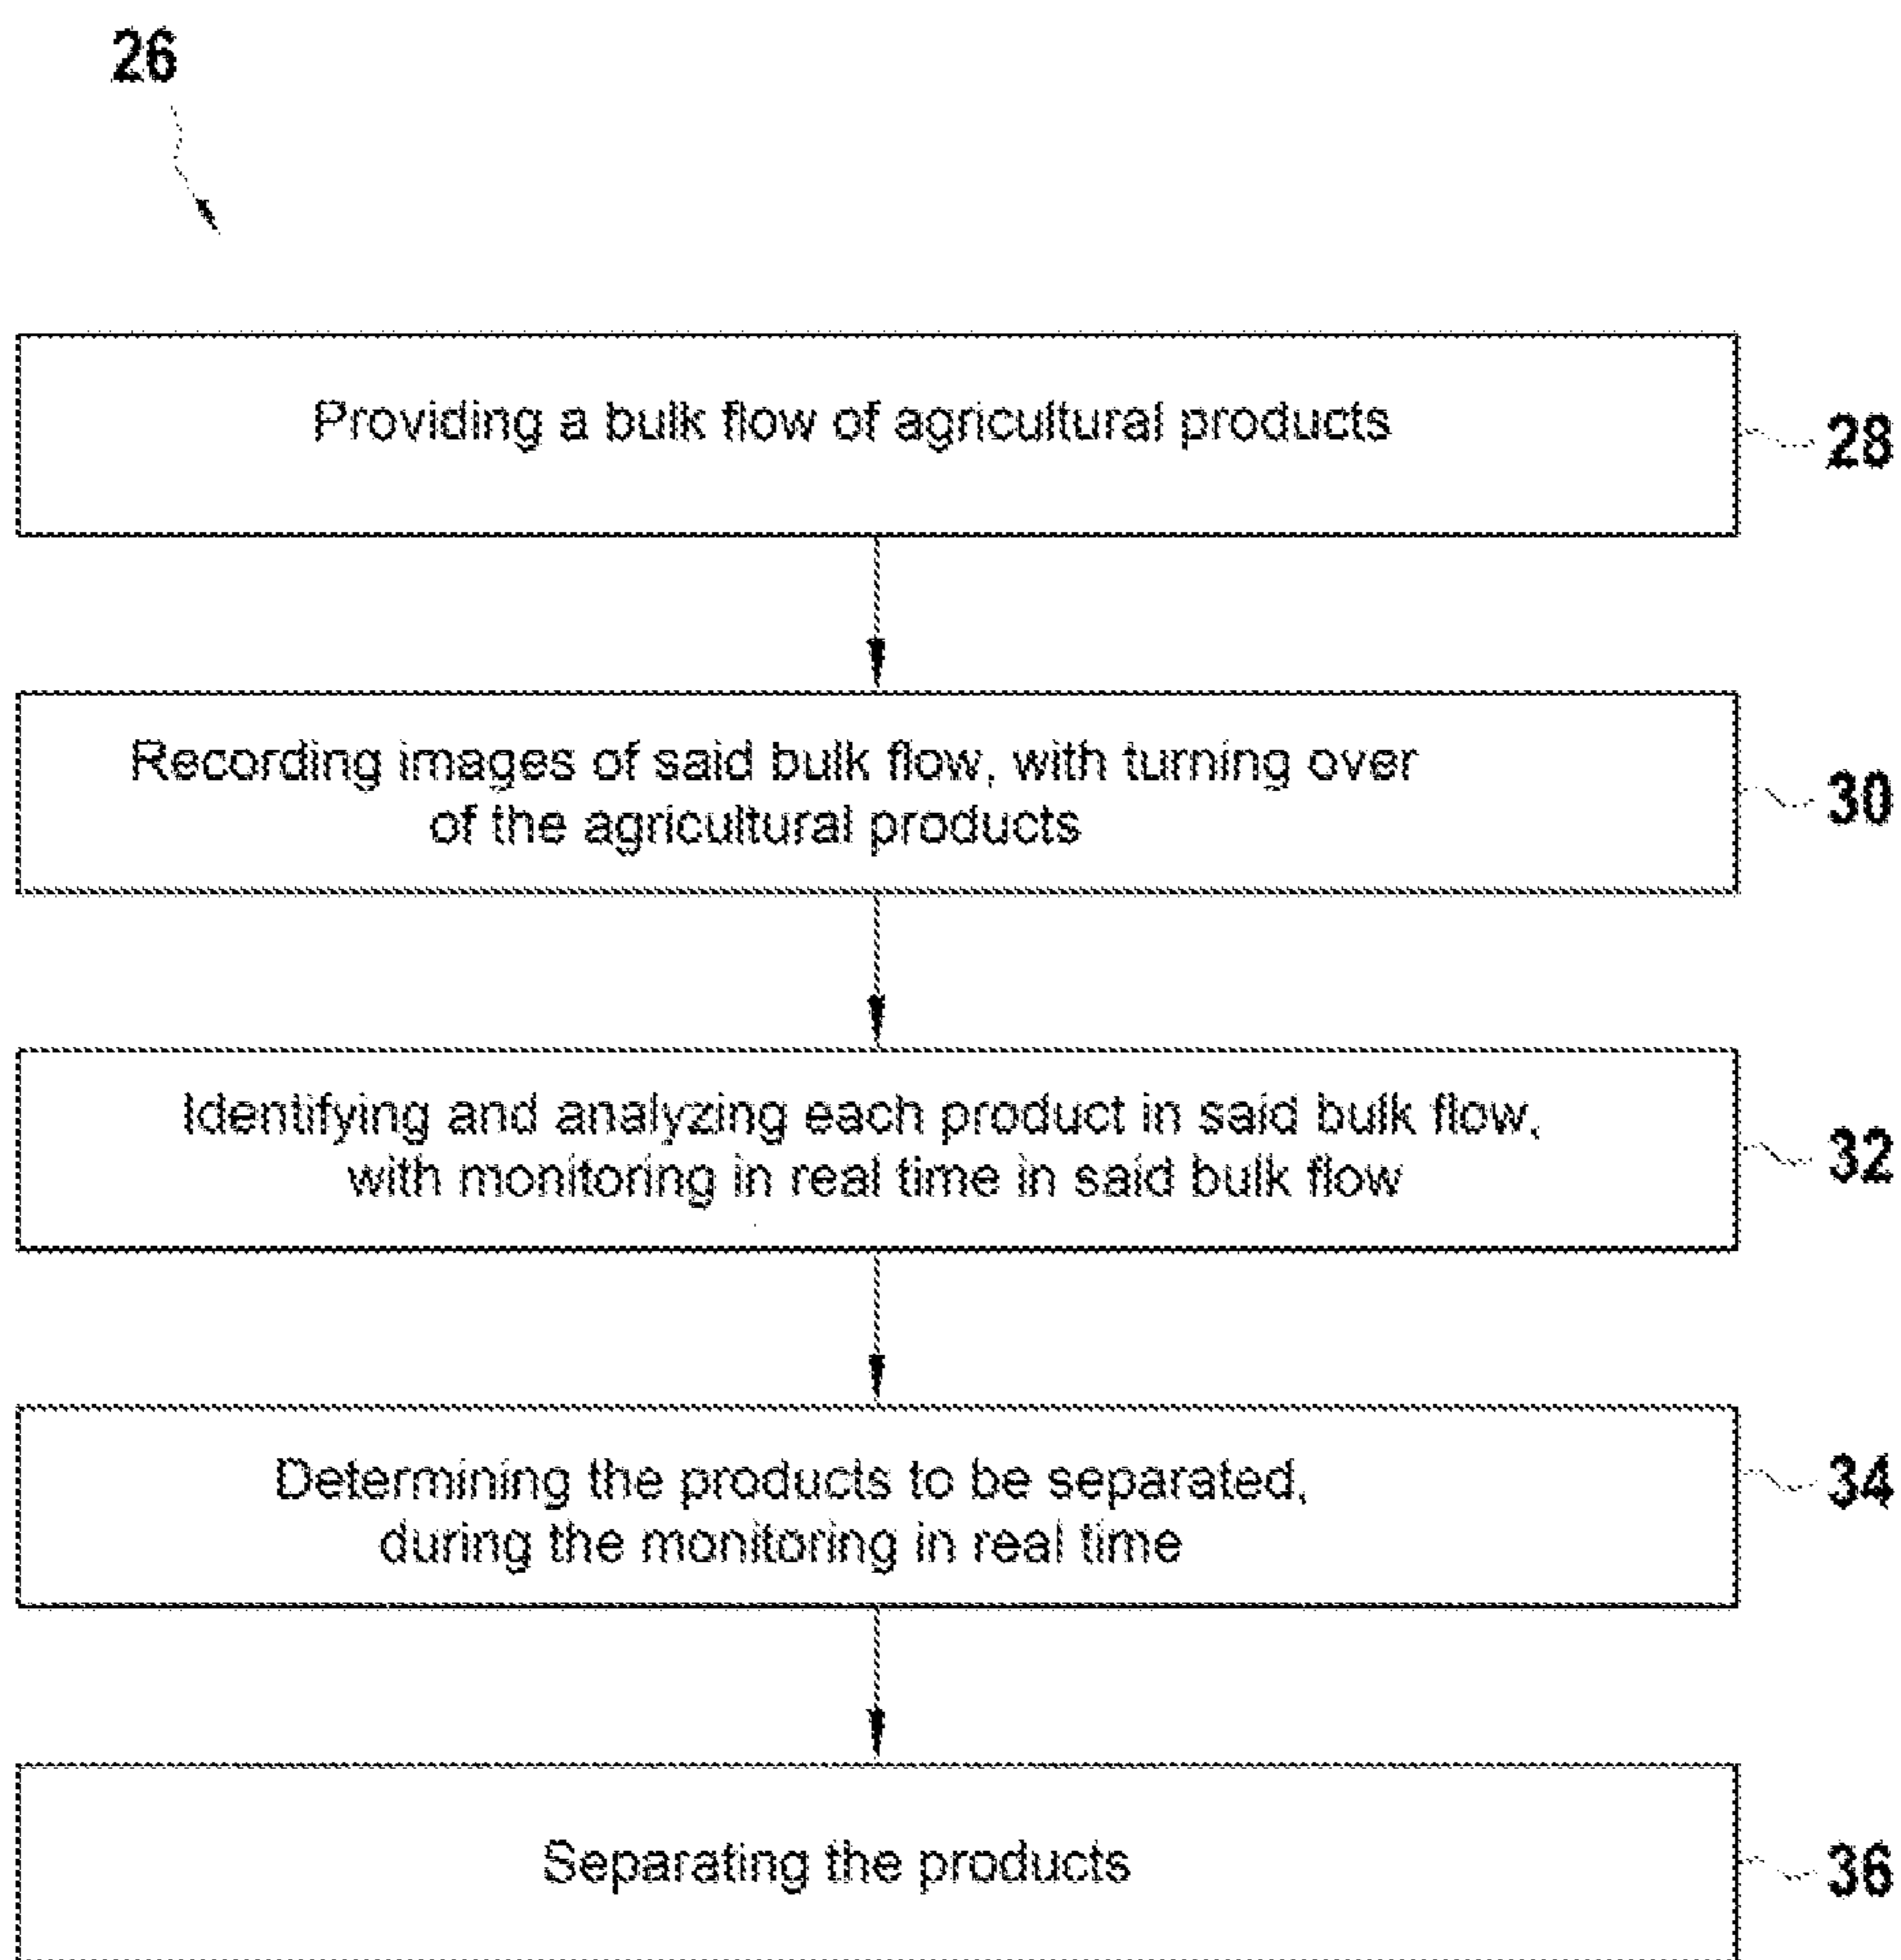 26
Providing a bulk flow of agricultural products
28
Recording images of said bulk flow, with turning over
of the agricultural products
30
Identifying and analyzing each product in said bulk flow,
with monitoring in real time in said bulk flow
32
Determining the products to be separated,
during the monitoring in real time
34
Separating the products
36